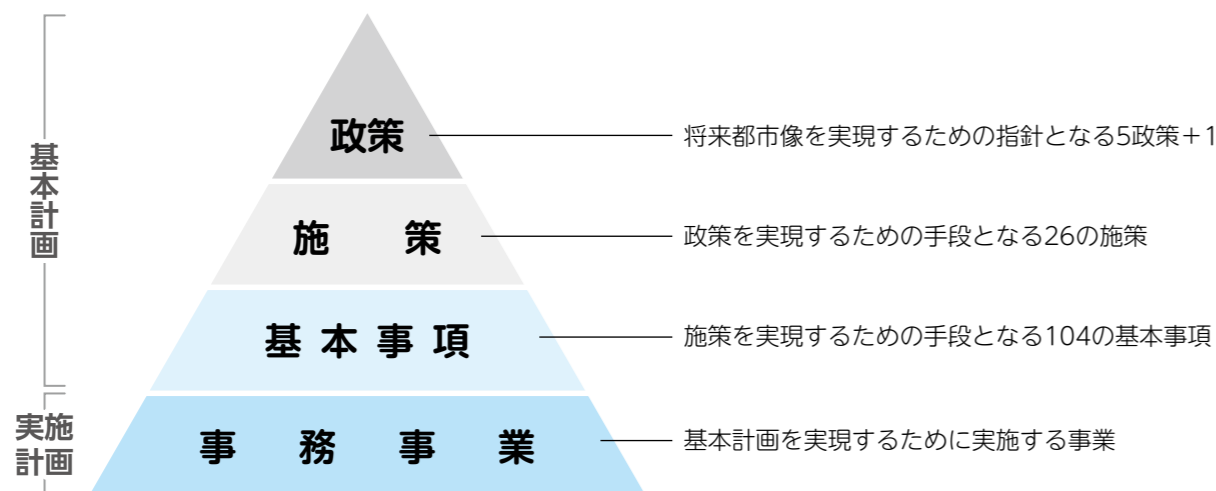 基本計画
政策
将来都市像を実現するための指針となる5政策＋1
施策
政策を実現するための手段となる26の施策
基本事項
施策を実現するための手段となる104の基本事項
実施
計画
事務事業
基本計画を実現するために実施する事業